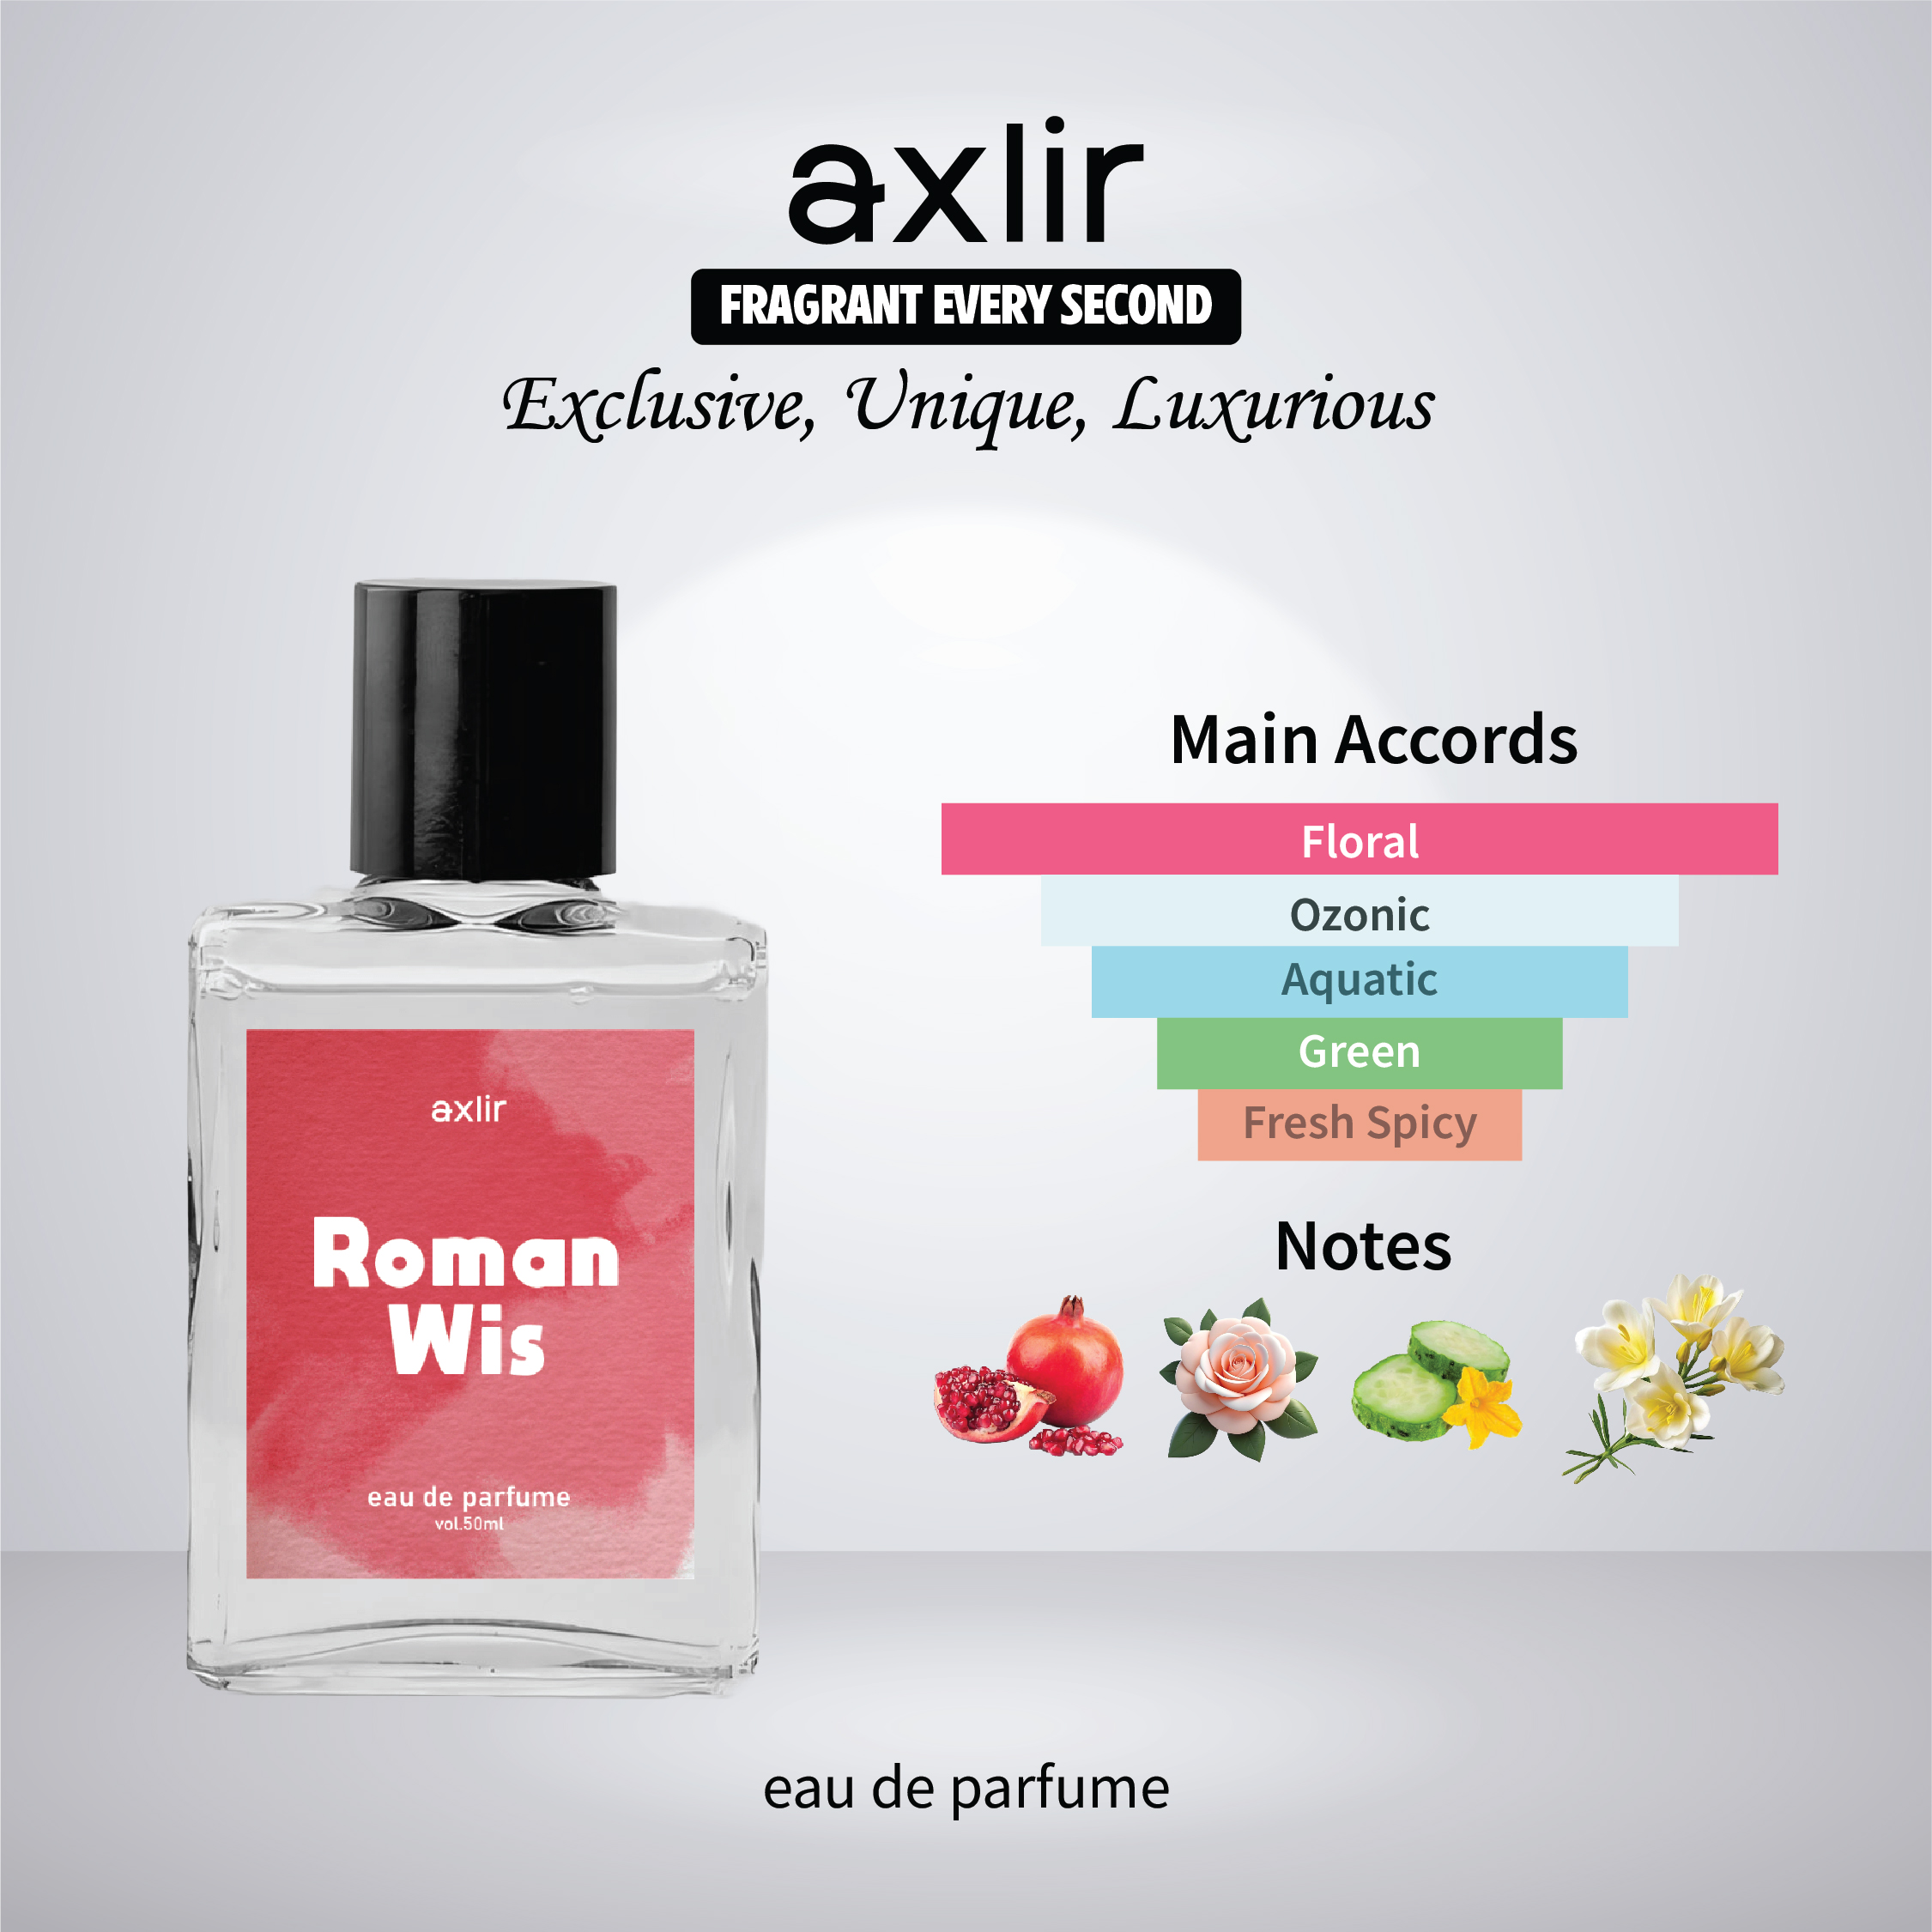 axlir
FRAGRANT EVERY SECOND
Exclusive, Unique, Luxurious
axlir
Roman
Wis
eau de parfume
vol.50ml
Main Accords
Floral
Ozonic
Aquatic
Green
Fresh Spicy
Notes
eau de parfume